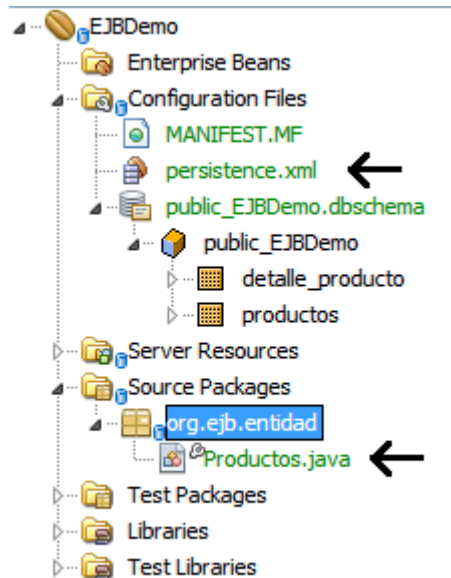 EJBDemo
Enterprise Beans
Configuration Files
MANIFEST.MF
persistence.xml
public_EJBDemo.dbschema
public_EJBDemo
detalle_producto
productos
Server Resources
Source Packages
org.ejb.entidad
Productos.java
Test Packages
Libraries
Test Libraries